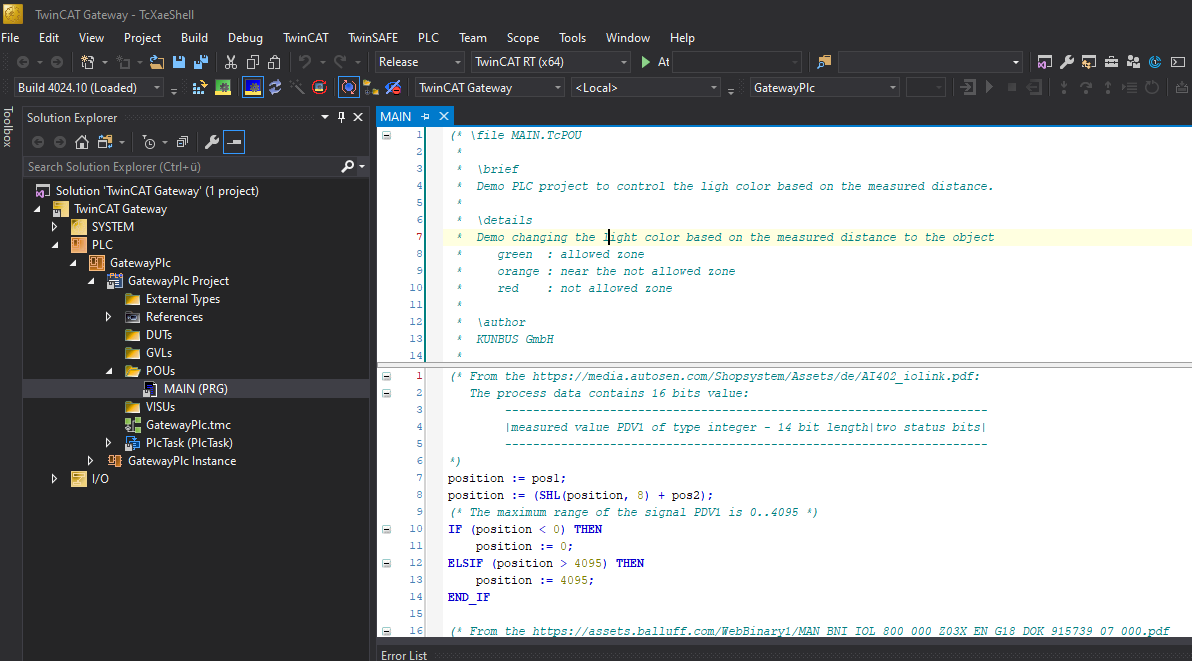 TwinCAT Gateway - TcXaeShell
File Edit View Project Build Debug TwinCAT TwinSAFE PLC Team Scope Tools Window Help
Release TwinCAT RT (x64) At
Build 4024.10 (Loaded) TwinCAT Gateway <Local> GatewayPlc
Toolbox
Solution Explorer
Search Solution Explorer (Ctrl+ü)
Solution 'TwinCAT Gateway' (1 project)
TwinCAT Gateway
SYSTEM
PLC
GatewayPlc
GatewayPlc Project
External Types
References
DUTs
GVLs
POUs
MAIN (PRG)
VISUs
GatewayPlc.tmc
PlcTask (PlcTask)
GatewayPlc Instance
I/O
MAIN
1 (* \file MAIN.TcPOU
2 *
3 * \brief
4 * Demo PLC project to control the ligh color based on the measured distance.
5 *
6 * \details
7 * Demo changing the light color based on the measured distance to the object
8 * green : allowed zone
9 * orange : near the not allowed zone
10 * red : not allowed zone
11 *
12 * \author
13 * KUNBUS GmbH
14 *
1 (* From the https://media.autosen.com/Shopsystem/Assets/de/AI402_iolink.pdf:
2 The process data contains 16 bits value:
3 ---------------------------------------------------------------------
4 |measured value PDV1 of type integer - 14 bit length|two status bits|
5 ---------------------------------------------------------------------
6 *)
7 position := pos1;
8 position := (SHL(position, 8) + pos2);
9 (* The maximum range of the signal PDV1 is 0..4095 *)
10 IF (position < 0) THEN
11 position := 0;
12 ELSIF (position > 4095) THEN
13 position := 4095;
14 END_IF
15
16 (* From the https://assets.balluff.com/WebBinary1/MAN_BNI_IOL_800_000_Z03X_EN_G18_DOK_915739_07_000.pdf
Error List